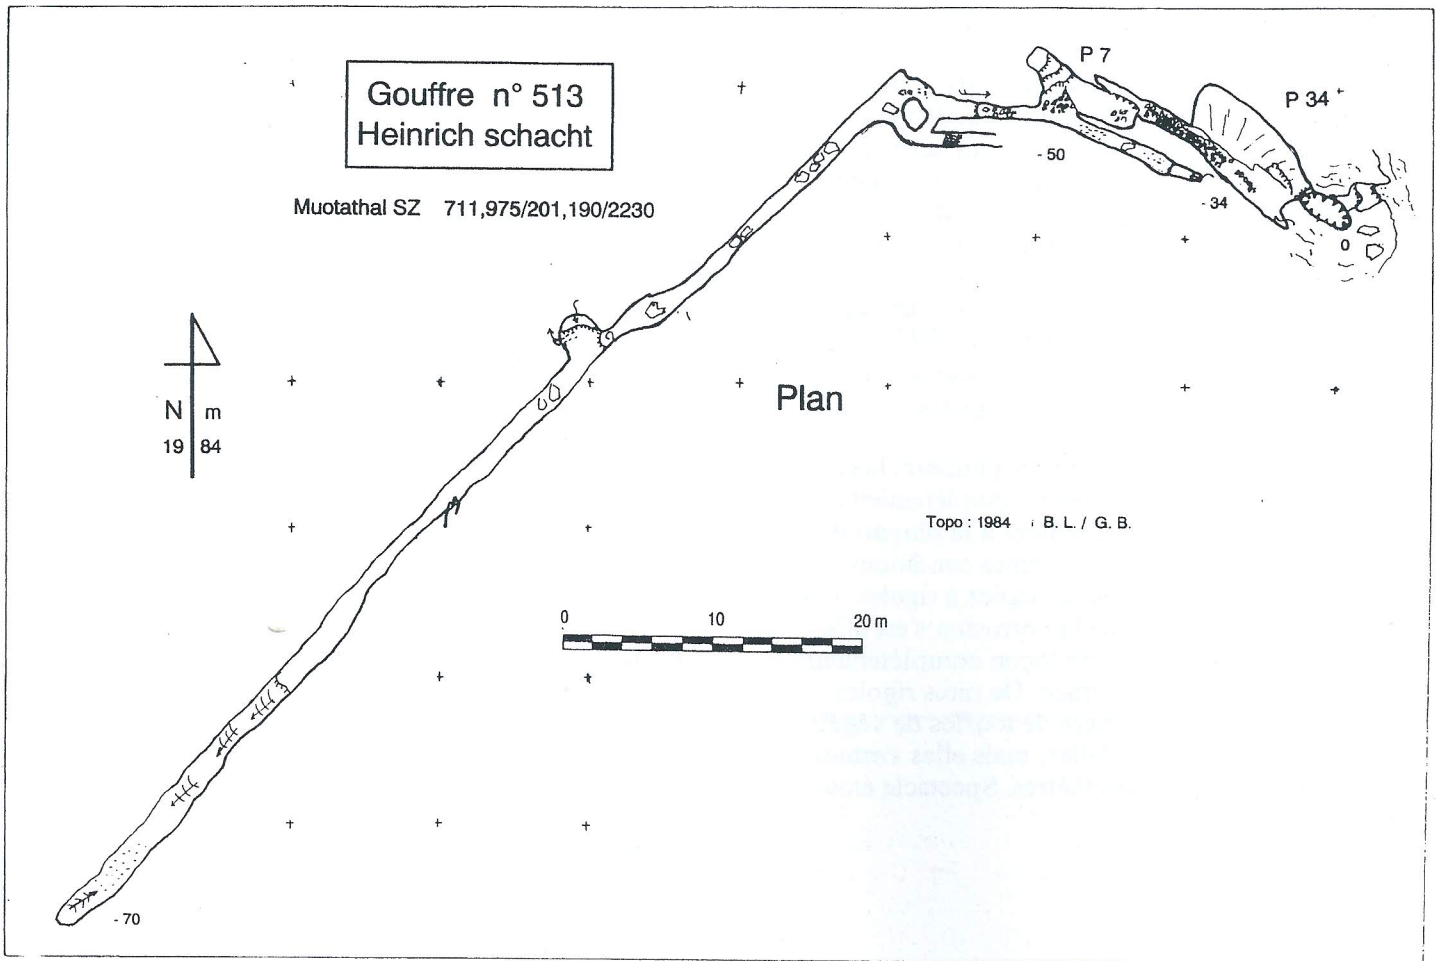 Gouffre n° 513
Heinrich schacht
Muotathal SZ 711,975/201,190/2230
P 7
P 34
- 50
- 34
0
N m
19 84
Plan
Topo : 1984 B. L. / G. B.
0 10 20 m
- 70